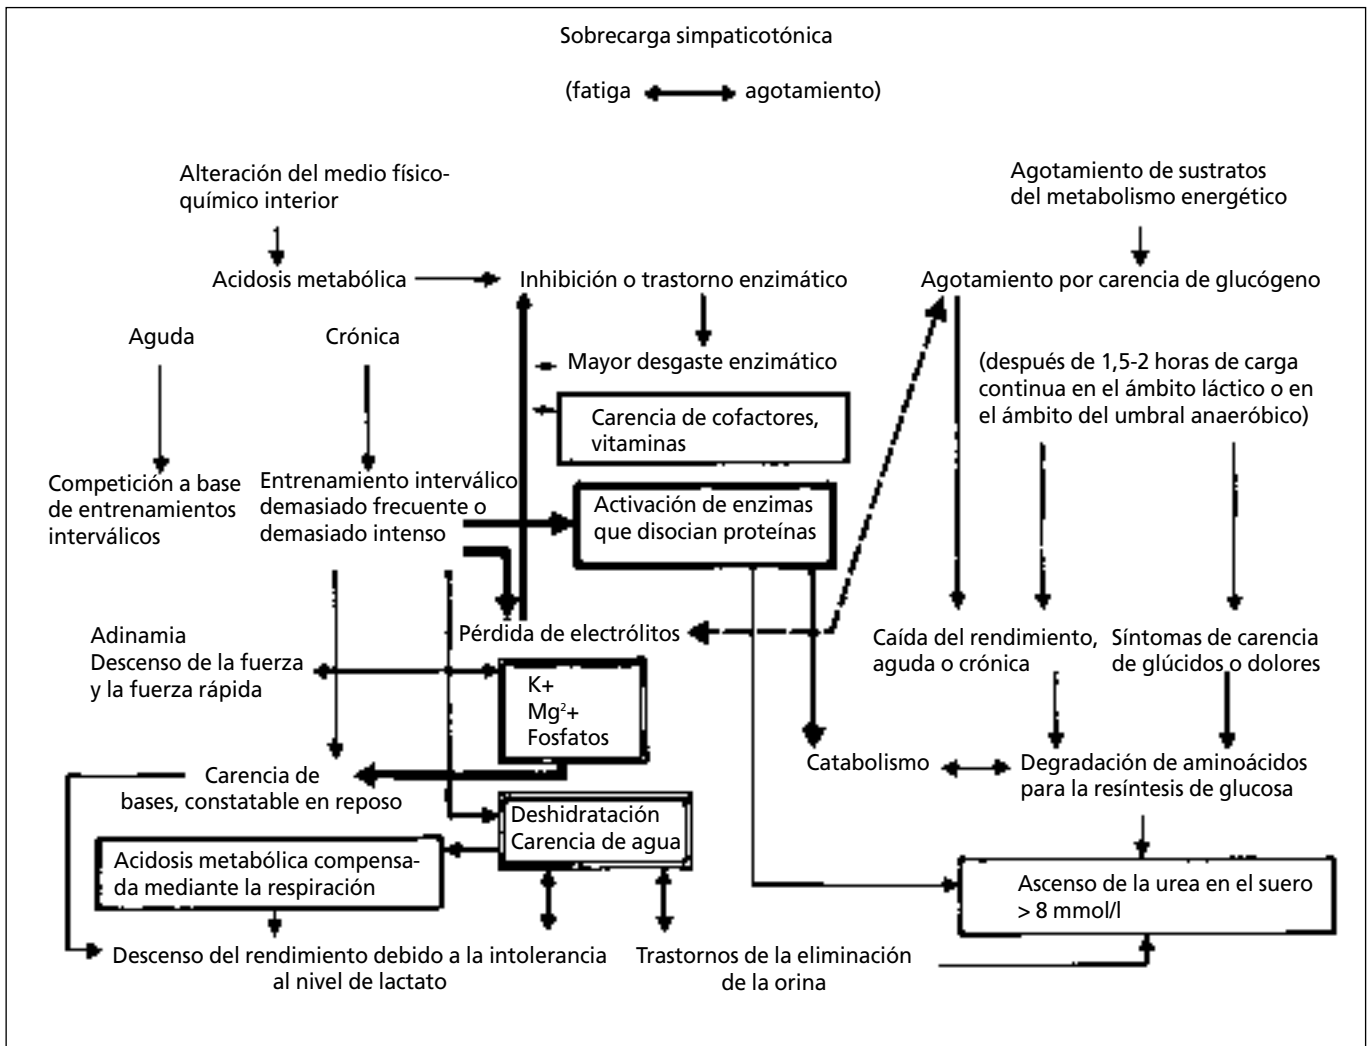 Sobrecarga simpaticotónica
(fatiga agotamiento)
Alteración del medio físico-
químico interior
Agotamiento de sustratos
del metabolismo energético
Acidosis metabólica
Inhibición o trastorno enzimático
Agotamiento por carencia de glucógeno
Aguda
Crónica
Mayor desgaste enzimático
(después de 1,5-2 horas de carga
continua en el ámbito láctico o en
el ámbito del umbral anaeróbico)
Carencia de cofactores,
vitaminas
Competición a base
de entrenamientos
interválicos
Entrenamiento interválico
demasiado frecuente o
demasiado intenso
Activación de enzimas
que disocian proteínas
Adinamia
Descenso de la fuerza
y la fuerza rápida
Pérdida de electrólitos
Caída del rendimiento,
aguda o crónica
Síntomas de carencia
de glúcidos o dolores
K+
Mg²+
Fosfatos
Carencia de
bases, constatable en reposo
Catabolismo
Degradación de aminoácidos
para la resíntesis de glucosa
Deshidratación
Carencia de agua
Acidosis metabólica compensa-
da mediante la respiración
Ascenso de la urea en el suero
> 8 mmol/l
Descenso del rendimiento debido a la intolerancia
al nivel de lactato
Trastornos de la eliminación
de la orina